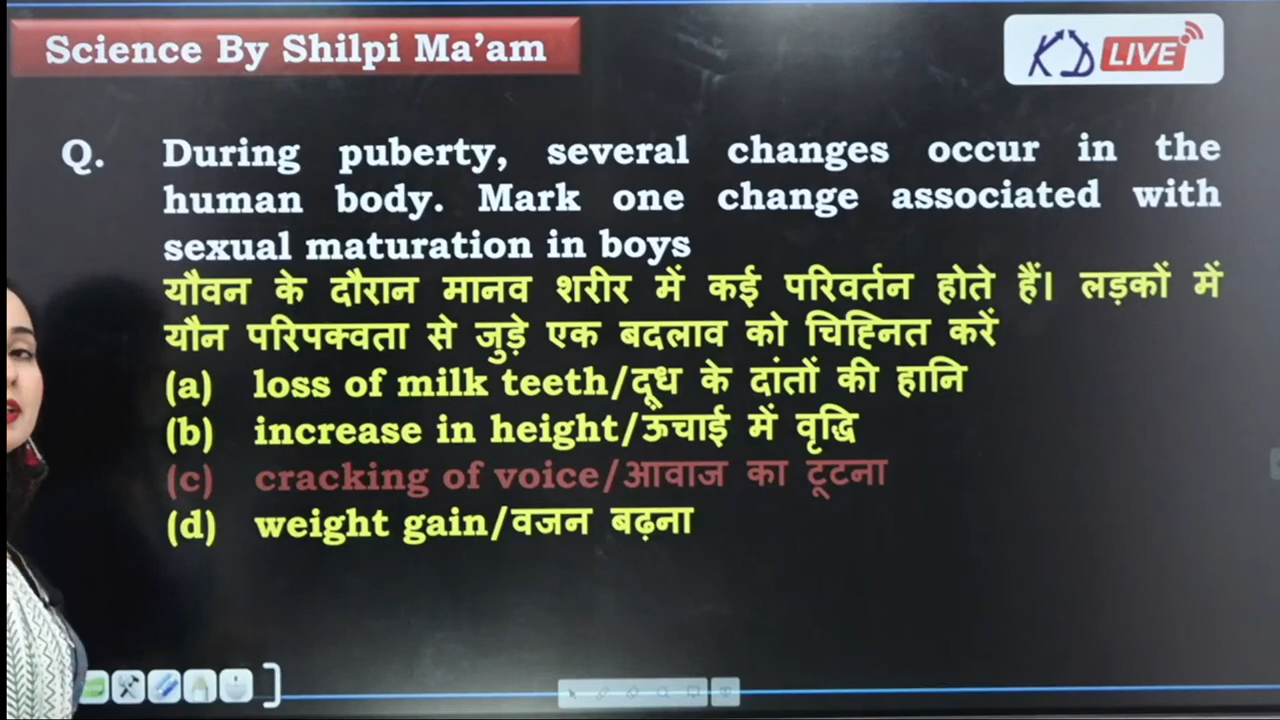 Science By Shilpi Ma'am
KD LIVE
Q. During puberty, several changes occur in the
human body. Mark one change associated with
sexual maturation in boys
यौवन के दौरान मानव शरीर में कई परिवर्तन होते हैं। लड़कों में
यौन परिपक्वता से जुड़े एक बदलाव को चिह्नित करें
(a) loss of milk teeth/दूध के दांतों की हानि
(b) increase in height/ऊंचाई में वृद्धि
(c) cracking of voice/आवाज का टूटना
(d) weight gain/वजन बढ़ना